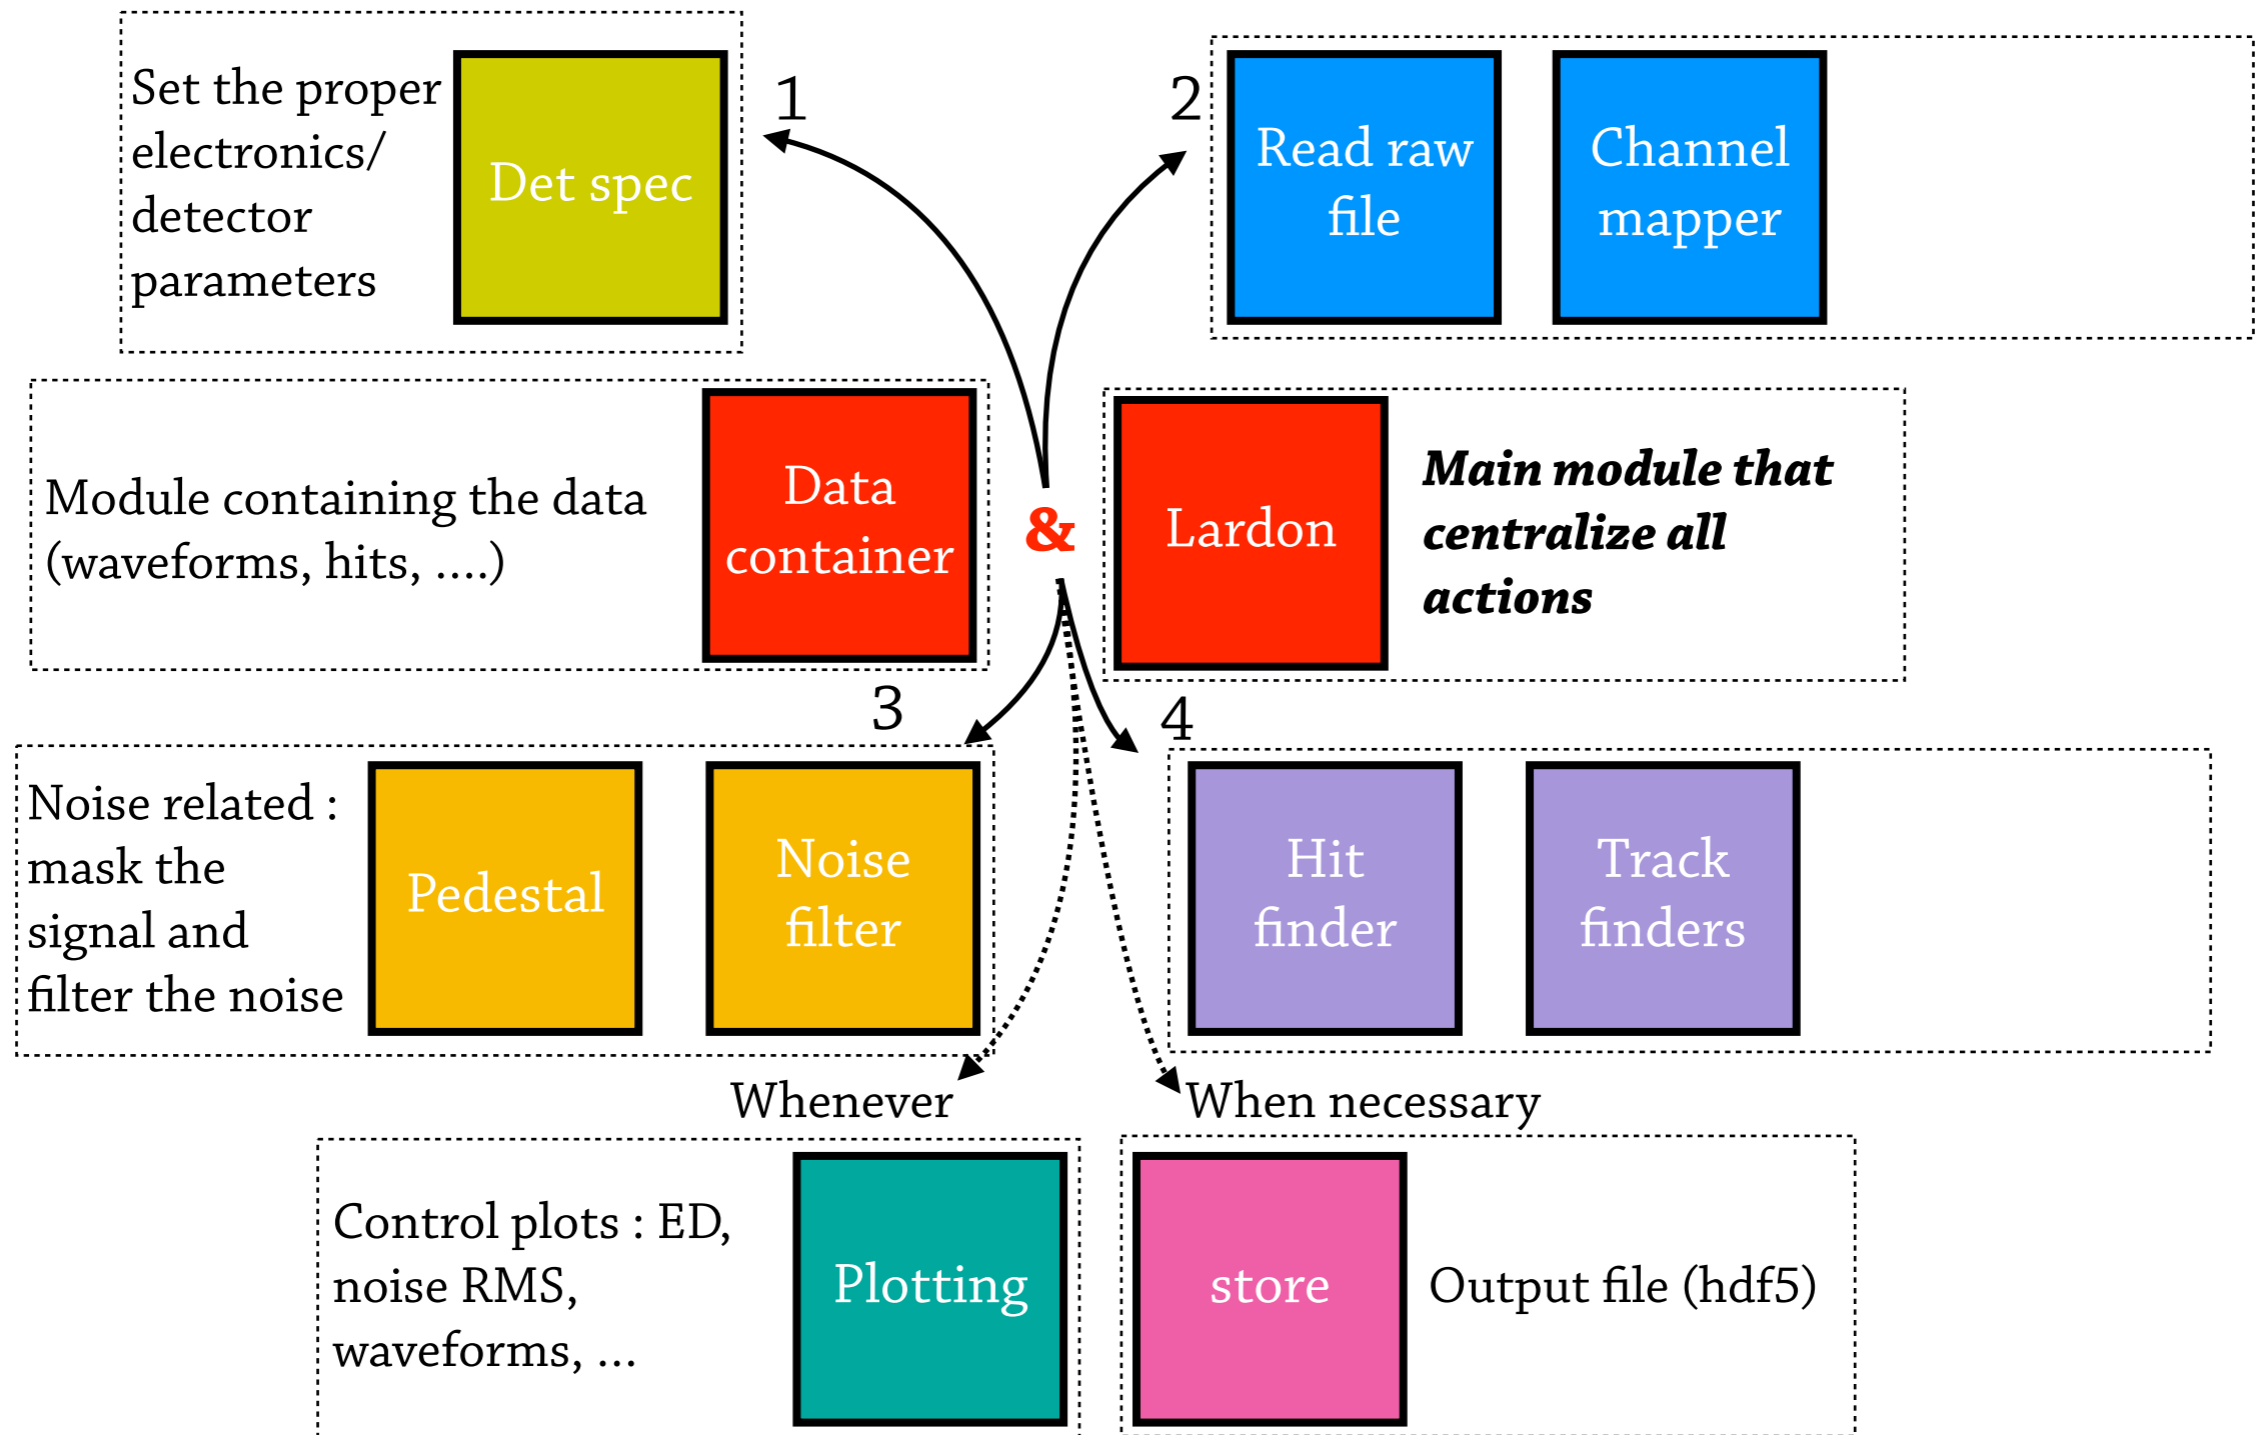 Set the proper
electronics/
detector
parameters
Det spec
1
2
Read raw
file
Channel
mapper
Module containing the data
(waveforms, hits, ....)
Data
container
&
Lardon
Main module that
centralize all
actions
3
4
Noise related :
mask the
signal and
filter the noise
Pedestal
Noise
filter
Hit
finder
Track
finders
Whenever
When necessary
Control plots : ED,
noise RMS,
waveforms, ...
Plotting
store
Output file (hdf5)